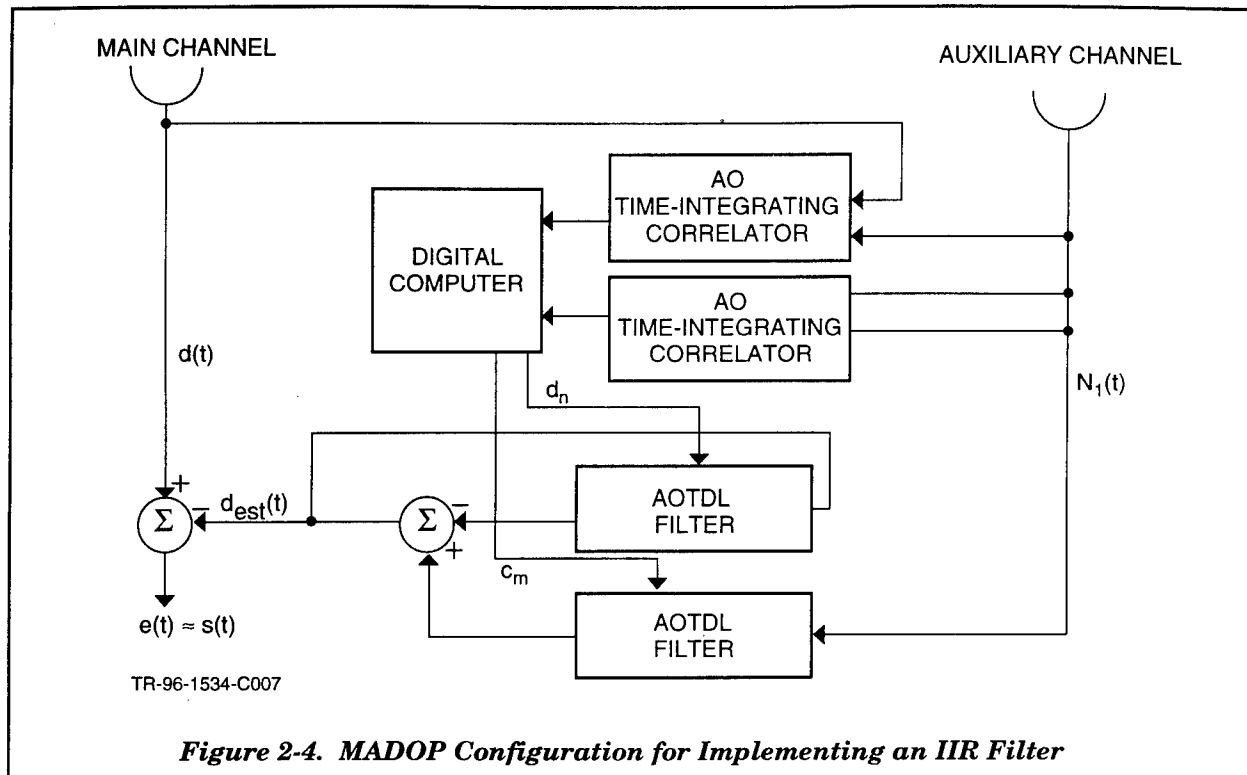 MAIN CHANNEL
AUXILIARY CHANNEL
AO
TIME-INTEGRATING
CORRELATOR
DIGITAL
COMPUTER
AO
TIME-INTEGRATING
CORRELATOR
d(t)
N₁(t)
dₙ
+
−
Σ
d_est(t)
Σ
−
+
AOTDL
FILTER
cₘ
AOTDL
FILTER
e(t) ≈ s(t)
TR-96-1534-C007
Figure 2-4. MADOP Configuration for Implementing an IIR Filter